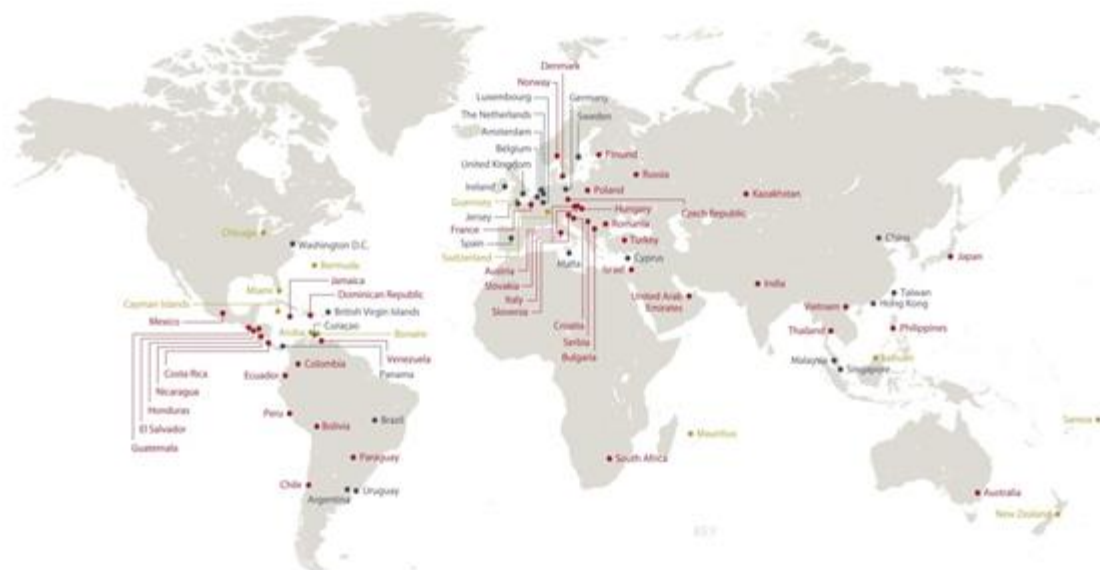 Denmark
Norway
Luxembourg
Germany
The Netherlands
Sweden
Amsterdam
Belgium
Finland
United Kingdom
Russia
Ireland
Poland
Kazakhstan
Guernsey
Hungary
Czech Republic
Jersey
Romania
France
Chicago
Turkey
China
Spain
Washington D.C.
Switzerland
Cyprus
Japan
Malta
Bermuda
Austria
Israel
Jamaica
India
Slovakia
Miami
Dominican Republic
United Arab
Emirates
Taiwan
Cayman Islands
Italy
Hong Kong
British Virgin Islands
Slovenia
Vietnam
Mexico
Curaçao
Croatia
Philippines
Aruba
Bonaire
Thailand
Serbia
Venezuela
Bulgaria
Malaysia
Colombia
Singapore
Costa Rica
Ecuador
Panama
Nicaragua
Honduras
Peru
Brazil
Samoa
El Salvador
Bolivia
Mauritius
Guatemala
Paraguay
South Africa
Chile
Uruguay
Argentina
Australia
New Zealand
KEY